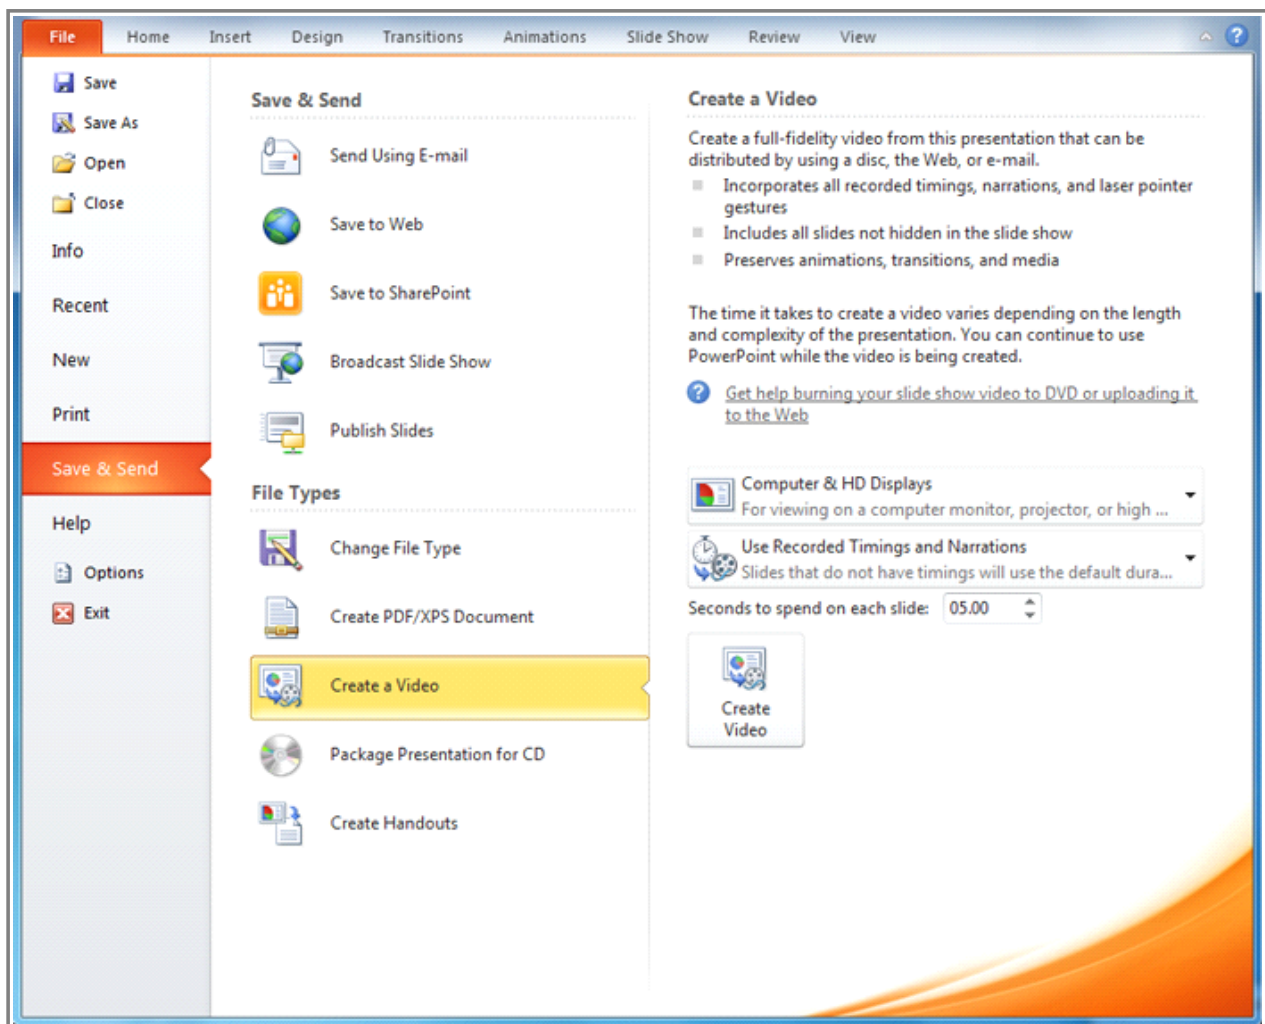 File Home Insert Design Transitions Animations Slide Show Review View
Save
Save As
Open
Close
Info
Recent
New
Print
Save & Send
Help
Options
Exit
Save & Send
Send Using E-mail
Save to Web
Save to SharePoint
Broadcast Slide Show
Publish Slides
File Types
Change File Type
Create PDF/XPS Document
Create a Video
Package Presentation for CD
Create Handouts
Create a Video
Create a full-fidelity video from this presentation that can be
distributed by using a disc, the Web, or e-mail.
Incorporates all recorded timings, narrations, and laser pointer
gestures
Includes all slides not hidden in the slide show
Preserves animations, transitions, and media
The time it takes to create a video varies depending on the length
and complexity of the presentation. You can continue to use
PowerPoint while the video is being created.
Get help burning your slide show video to DVD or uploading it
to the Web
Computer & HD Displays
For viewing on a computer monitor, projector, or high ...
Use Recorded Timings and Narrations
Slides that do not have timings will use the default dura...
Seconds to spend on each slide: 05.00
Create
Video